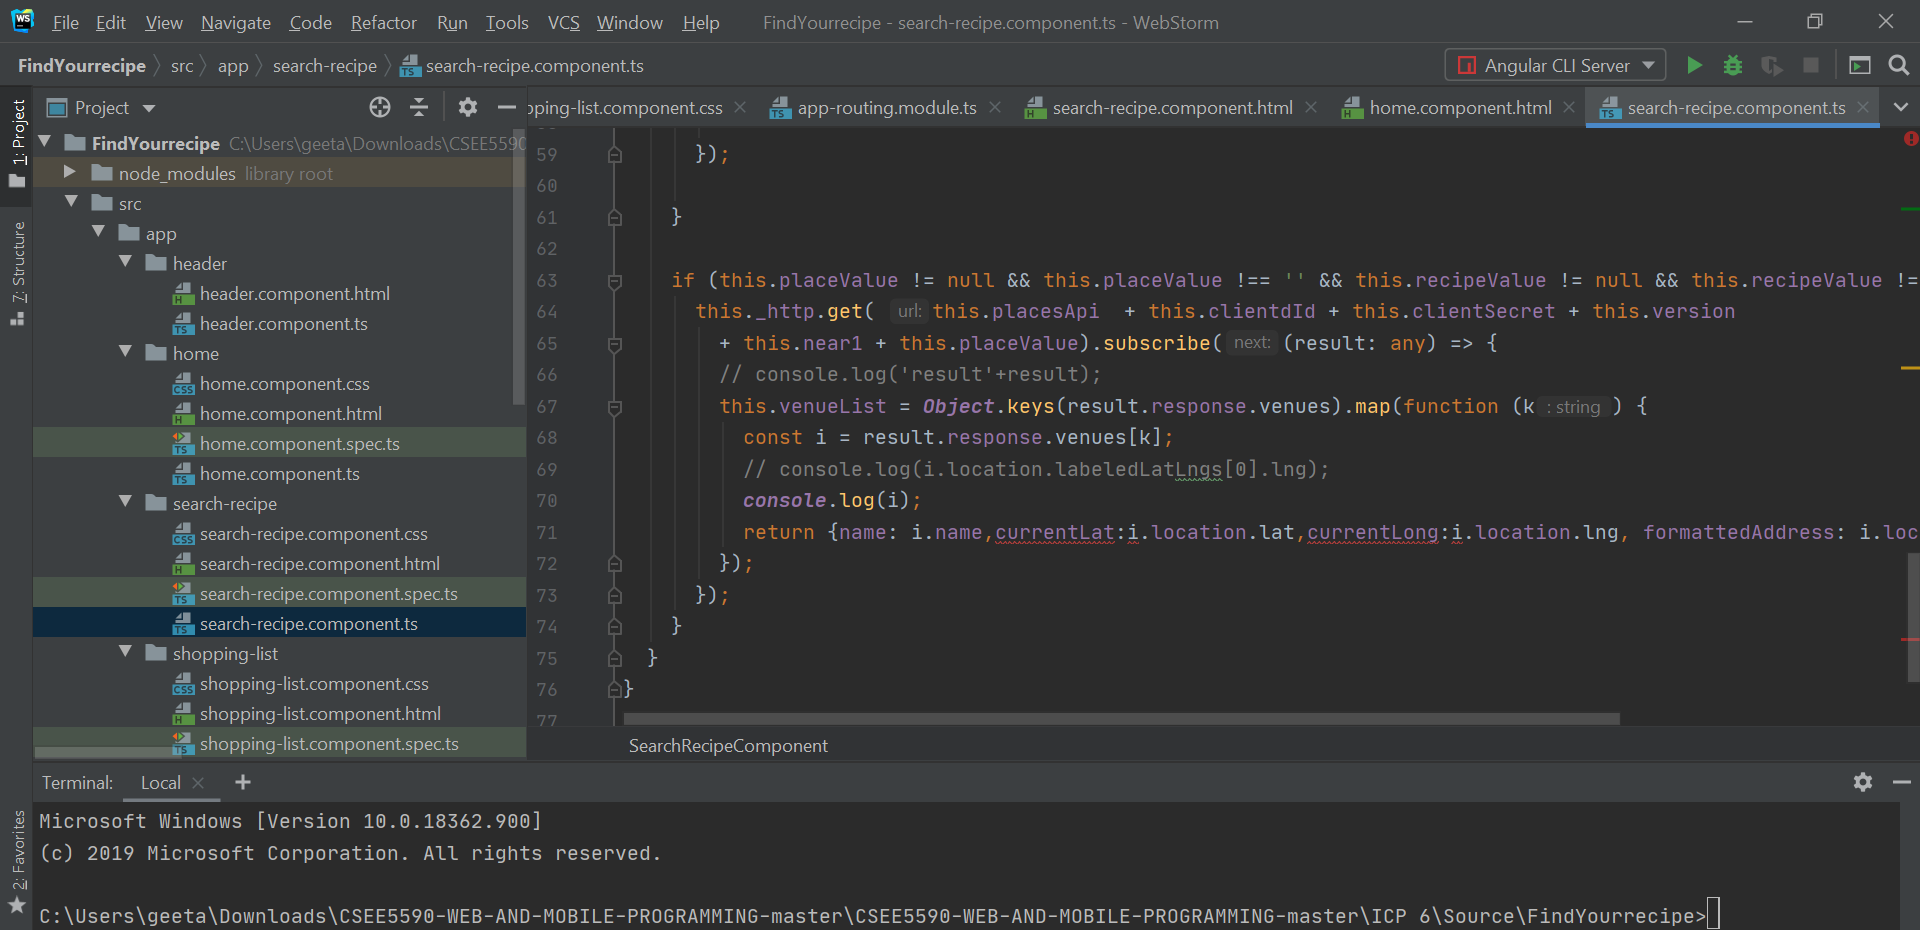 WS File Edit View Navigate Code Refactor Run Tools VCS Window Help FindYourrecipe - search-recipe.component.ts - WebStorm
FindYourrecipe src app search-recipe search-recipe.component.ts Angular CLI Server
1: Project
7: Structure
2: Favorites
Project
FindYourrecipe C:\Users\geeta\Downloads\CSEE5590
node_modules library root
src
app
header
header.component.html
header.component.ts
home
home.component.css
home.component.html
home.component.spec.ts
home.component.ts
search-recipe
search-recipe.component.css
search-recipe.component.html
search-recipe.component.spec.ts
search-recipe.component.ts
shopping-list
shopping-list.component.css
shopping-list.component.html
shopping-list.component.spec.ts
pping-list.component.css app-routing.module.ts search-recipe.component.html home.component.html search-recipe.component.ts
59 });
60
61 }
62
63 if (this.placeValue != null && this.placeValue !== '' && this.recipeValue != null && this.recipeValue !=
64 this._http.get( url: this.placesApi + this.clientdId + this.clientSecret + this.version
65 + this.near1 + this.placeValue).subscribe( next: (result: any) => {
66 // console.log('result'+result);
67 this.venueList = Object.keys(result.response.venues).map(function (k : string ) {
68 const i = result.response.venues[k];
69 // console.log(i.location.labeledLatLngs[0].lng);
70 console.log(i);
71 return {name: i.name,currentLat:i.location.lat,currentLong:i.location.lng, formattedAddress: i.loc
72 });
73 });
74 }
75 }
76 }
77
SearchRecipeComponent
Terminal: Local +
Microsoft Windows [Version 10.0.18362.900]
(c) 2019 Microsoft Corporation. All rights reserved.
C:\Users\geeta\Downloads\CSEE5590-WEB-AND-MOBILE-PROGRAMMING-master\CSEE5590-WEB-AND-MOBILE-PROGRAMMING-master\ICP 6\Source\FindYourrecipe>